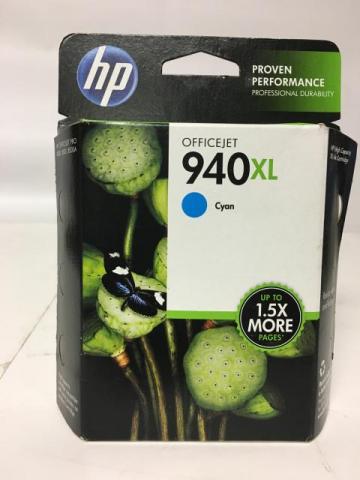 hp
PROVEN
PERFORMANCE
PROFESSIONAL DURABILITY
OFFICEJET
940XL
Cyan
UP TO
1.5X
MORE
PAGES*